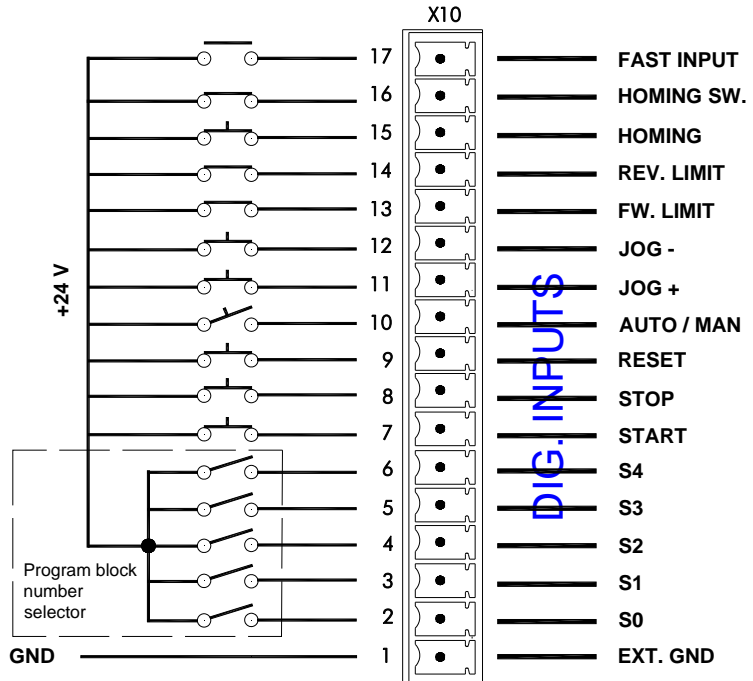 X10
17 FAST INPUT
16 HOMING SW.
15 HOMING
14 REV. LIMIT
13 FW. LIMIT
12 JOG -
11 JOG +
10 AUTO / MAN
9 RESET
8 STOP
7 START
6 S4
5 S3
4 S2
3 S1
2 S0
GND 1 EXT. GND
+24 V
DIG. INPUTS
Program block
number
selector